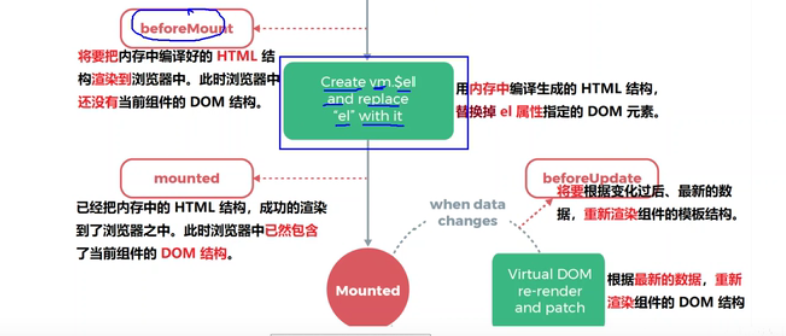 beforeMount
将要把内存中编译好的 HTML 结
构渲染到浏览器中。此时浏览器中
还没有当前组件的 DOM 结构。
Create vm.$el
and replace
"el" with it
用内存中编译生成的 HTML 结构，
替换掉 el 属性指定的 DOM 元素。
mounted
已经把内存中的 HTML 结构，成功的渲染
到了浏览器之中。此时浏览器中已然包含
了当前组件的 DOM 结构。
beforeUpdate
将要根据变化过后、最新的数
据，重新渲染组件的模板结构。
when data
changes
Mounted
Virtual DOM
re-render
and patch
根据最新的数据，重新
渲染组件的 DOM 结构